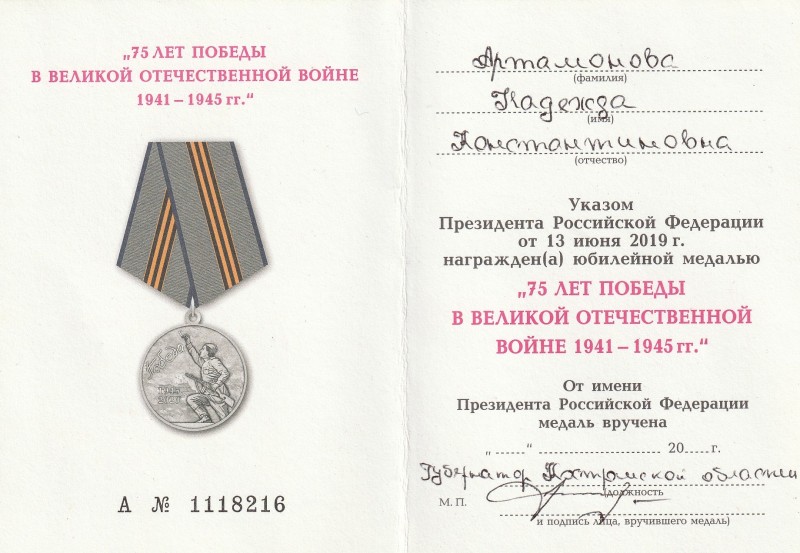 „75 ЛЕТ ПОБЕДЫ
В ВЕЛИКОЙ ОТЕЧЕСТВЕННОЙ ВОЙНЕ
1941 – 1945 гг.“
А № 1118216
Артамонова
(фамилия)
Надежда
(имя)
Константиновна
(отчество)
Указом
Президента Российской Федерации
от 13 июня 2019 г.
награжден(а) юбилейной медалью
„75 ЛЕТ ПОБЕДЫ
В ВЕЛИКОЙ ОТЕЧЕСТВЕННОЙ
ВОЙНЕ 1941 – 1945 гг.“
От имени
Президента Российской Федерации
медаль вручена
„ ...... “ ........................... 20 ..... г.
Губернатор Костромской области
(должность
М. П.
и подпись лица, вручившего медаль)